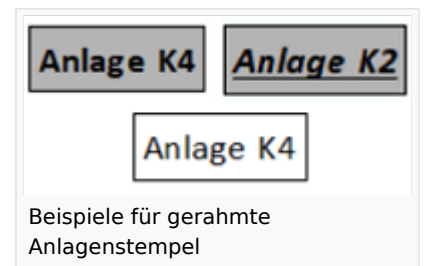 Anlage K4 Anlage K2
Anlage K4
Beispiele für gerahmte
Anlagenstempel